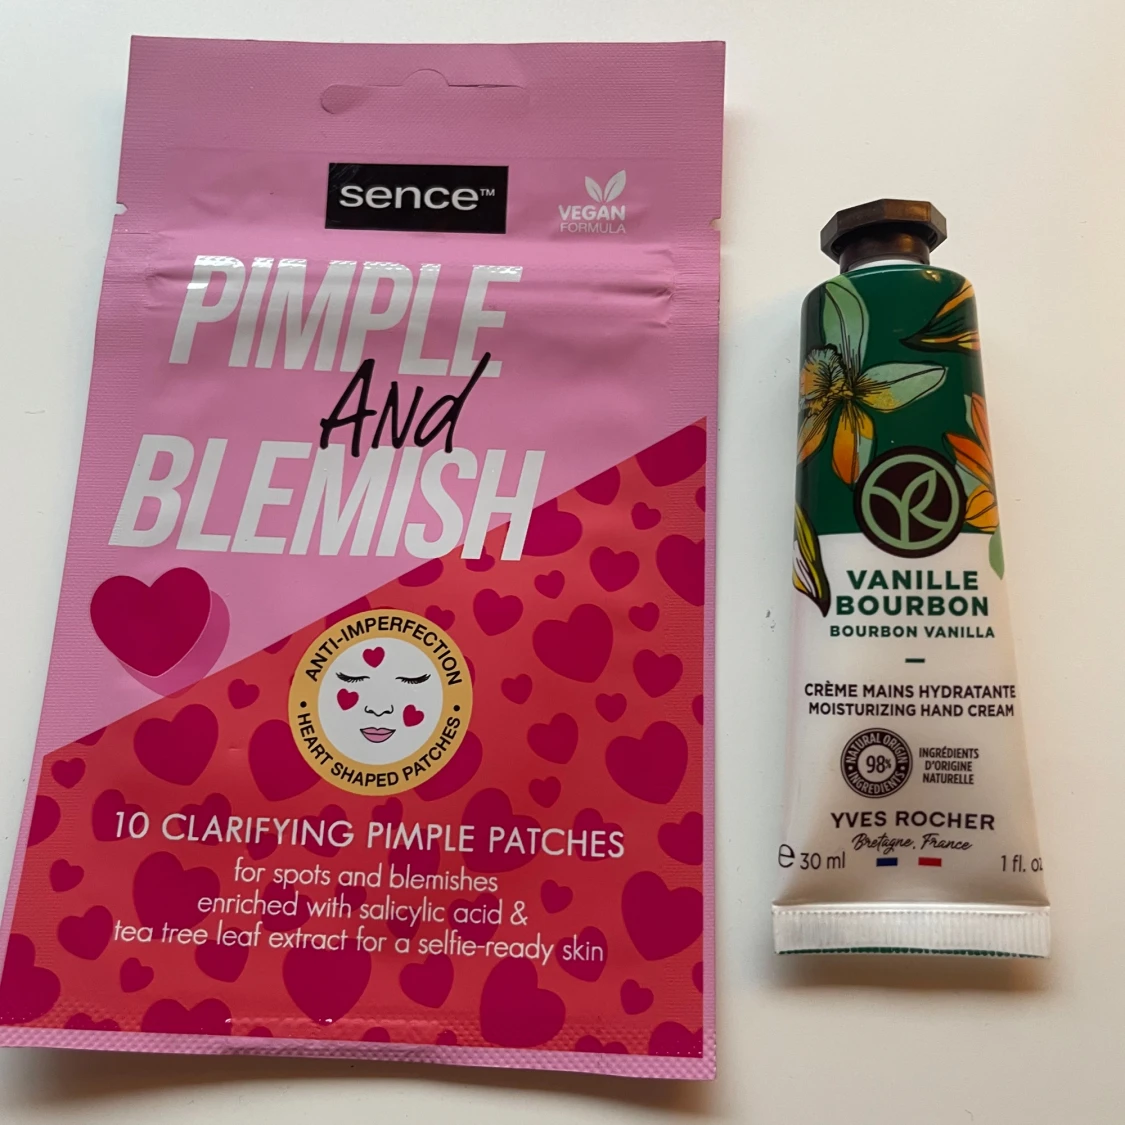 sence™
VEGAN
FORMULA
PIMPLE
AND
BLEMISH
ANTI-IMPERFECTION
• HEART SHAPED PATCHES •
10 CLARIFYING PIMPLE PATCHES
for spots and blemishes
enriched with salicylic acid &
tea tree leaf extract for a selfie-ready skin
VANILLE
BOURBON
BOURBON VANILLA
CRÈME MAINS HYDRATANTE
MOISTURIZING HAND CREAM
NATURAL ORIGIN
98%
INGREDIENTS
INGRÉDIENTS
D'ORIGINE
NATURELLE
YVES ROCHER
Bretagne, France
℮ 30 ml 1 fl. oz